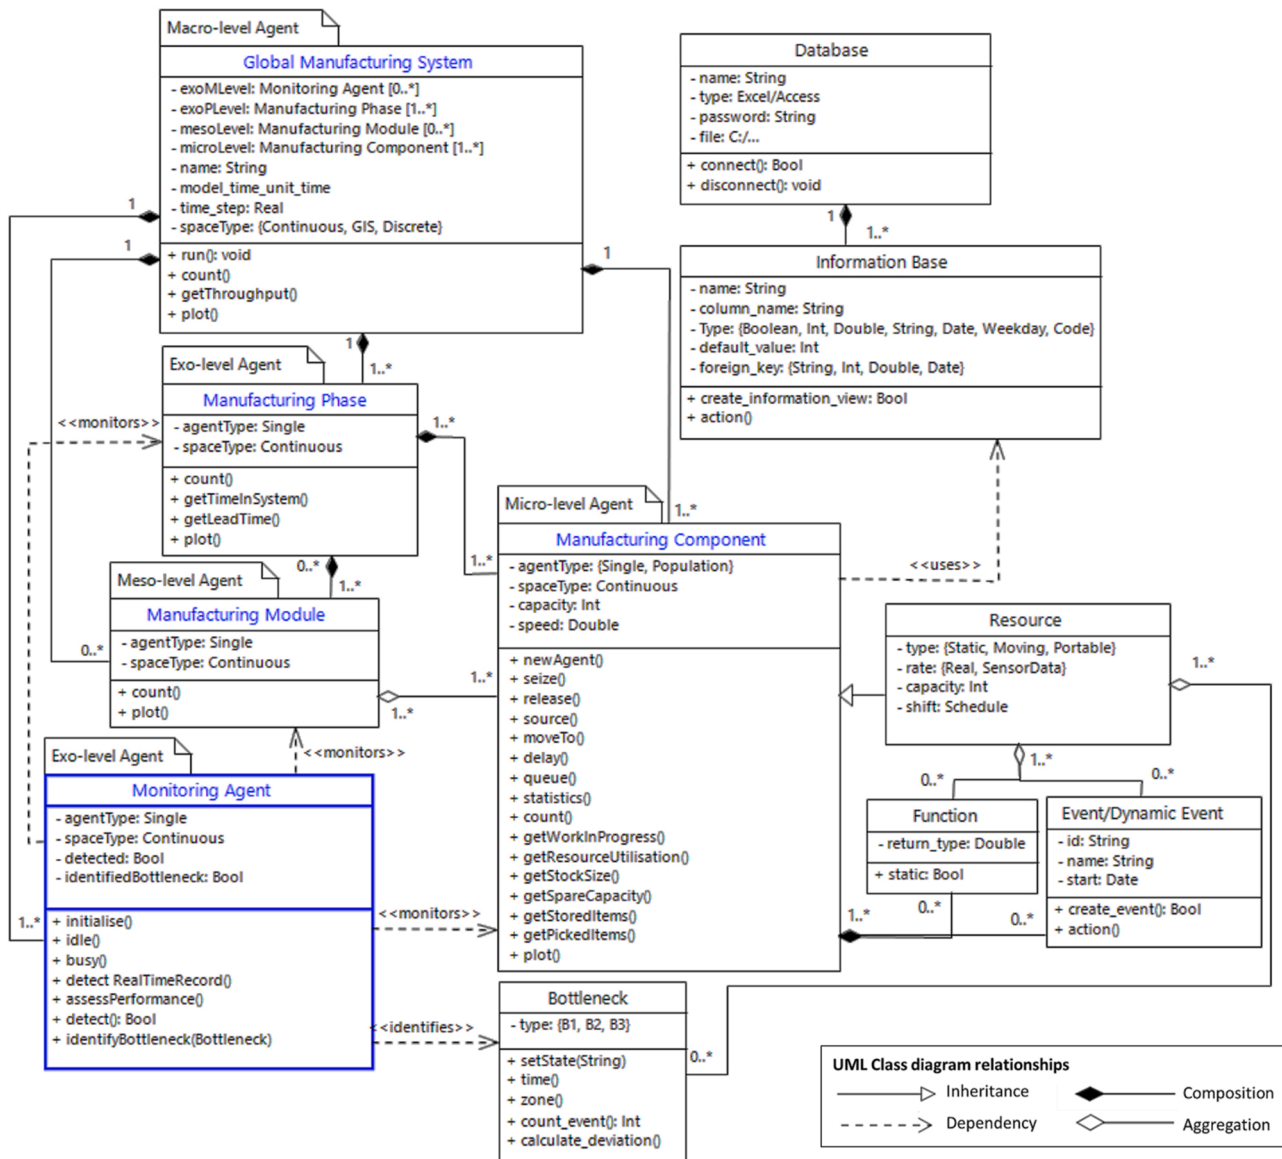 Macro-level Agent
Global Manufacturing System
- exoMLevel: Monitoring Agent [0..*]
- exoPLevel: Manufacturing Phase [1..*]
- mesoLevel: Manufacturing Module [0..*]
- microLevel: Manufacturing Component [1..*]
- name: String
- model_time_unit_time
- time_step: Real
- spaceType: {Continuous, GIS, Discrete}
+ run(): void
+ count()
+ getThroughput()
+ plot()
1
1
1
1
1..*
Database
- name: String
- type: Excel/Access
- password: String
- file: C:/...
+ connect(): Bool
+ disconnect(): void
1
1..*
Information Base
- name: String
- column_name: String
- Type: {Boolean, Int, Double, String, Date, Weekday, Code}
- default_value: Int
- foreign_key: {String, Int, Double, Date}
+ create_information_view: Bool
+ action()
Exo-level Agent
Manufacturing Phase
- agentType: Single
- spaceType: Continuous
+ count()
+ getTimeInSystem()
+ getLeadTime()
+ plot()
<<monitors>>
1..*
1..*
0..*
1..*
Meso-level Agent
Manufacturing Module
- agentType: Single
- spaceType: Continuous
+ count()
+ plot()
0..*
1..*
1..*
<<monitors>>
Micro-level Agent
1..*
Manufacturing Component
- agentType: {Single, Population}
- spaceType: Continuous
- capacity: Int
- speed: Double
+ newAgent()
+ seize()
+ release()
+ source()
+ moveTo()
+ delay()
+ queue()
+ statistics()
+ count()
+ getWorkInProgress()
+ getResourceUtilisation()
+ getStockSize()
+ getSpareCapacity()
+ getStoredItems()
+ getPickedItems()
+ plot()
<<uses>>
Resource
- type: {Static, Moving, Portable}
- rate: {Real, SensorData}
- capacity: Int
- shift: Schedule
1..*
1..*
0..*
0..*
Function
- return_type: Double
+ static: Bool
Event/Dynamic Event
- id: String
- name: String
- start: Date
+ create_event(): Bool
+ action()
1..*
0..*
0..*
Exo-level Agent
Monitoring Agent
- agentType: Single
- spaceType: Continuous
- detected: Bool
- identifiedBottleneck: Bool
+ initialise()
+ idle()
+ busy()
+ detect RealTimeRecord()
+ assessPerformance()
+ detect(): Bool
+ identifyBottleneck(Bottleneck)
1..*
<<monitors>>
<<identifies>>
Bottleneck
- type: {B1, B2, B3}
+ setState(String)
+ time()
+ zone()
+ count_event(): Int
+ calculate_deviation()
0..*
UML Class diagram relationships
Inheritance
Composition
Dependency
Aggregation